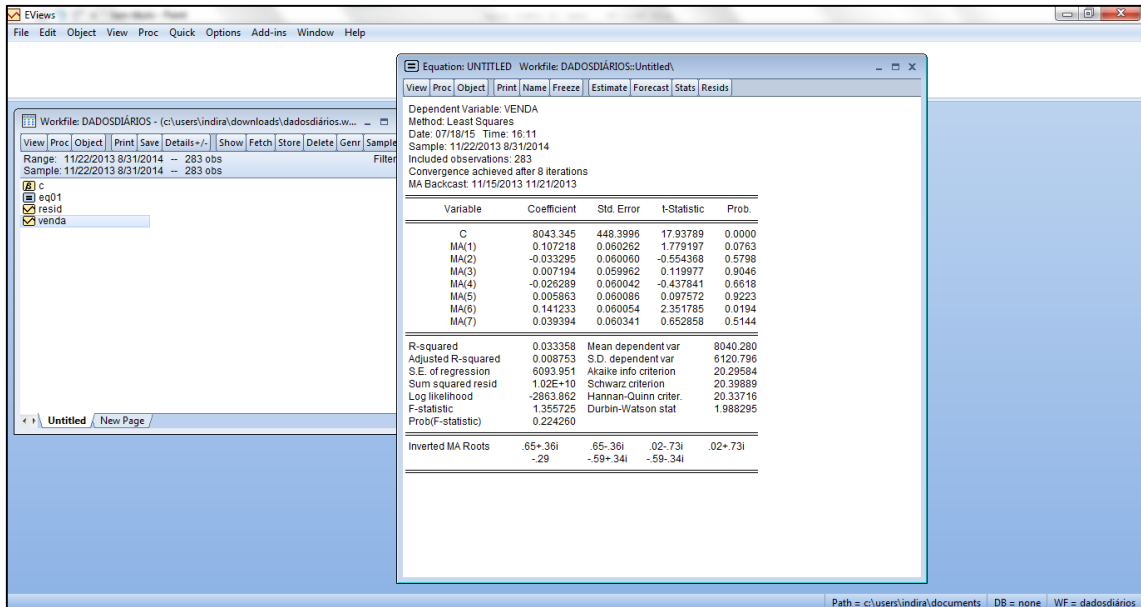 EViews
File Edit Object View Proc Quick Options Add-ins Window Help
Workfile: DADOSDIÁRIOS - (c:\users\indira\downloads\dadosdiários.w...
View Proc Object Print Save Details+/- Show Fetch Store Delete Genr Sample
Range: 11/22/2013 8/31/2014 -- 283 obs Filter
Sample: 11/22/2013 8/31/2014 -- 283 obs
β c
eq01
resid
venda
Untitled New Page
Equation: UNTITLED Workfile: DADOSDIÁRIOS::Untitled\
View Proc Object Print Name Freeze Estimate Forecast Stats Resids
Dependent Variable: VENDA
Method: Least Squares
Date: 07/18/15 Time: 16:11
Sample: 11/22/2013 8/31/2014
Included observations: 283
Convergence achieved after 8 iterations
MA Backcast: 11/15/2013 11/21/2013
Variable Coefficient Std. Error t-Statistic Prob.
C 8043.345 448.3996 17.93789 0.0000
MA(1) 0.107218 0.060262 1.779197 0.0763
MA(2) -0.033295 0.060060 -0.554368 0.5798
MA(3) 0.007194 0.059962 0.119977 0.9046
MA(4) -0.026289 0.060042 -0.437841 0.6618
MA(5) 0.005863 0.060086 0.097572 0.9223
MA(6) 0.141233 0.060054 2.351785 0.0194
MA(7) 0.039394 0.060341 0.652858 0.5144
R-squared 0.033358 Mean dependent var 8040.280
Adjusted R-squared 0.008753 S.D. dependent var 6120.796
S.E. of regression 6093.951 Akaike info criterion 20.29584
Sum squared resid 1.02E+10 Schwarz criterion 20.39889
Log likelihood -2863.862 Hannan-Quinn criter. 20.33716
F-statistic 1.355725 Durbin-Watson stat 1.988295
Prob(F-statistic) 0.224260
Inverted MA Roots .65+.36i .65-.36i .02-.73i .02+.73i
-.29 -.59+.34i -.59-.34i
Path = c:\users\indira\documents DB = none WF = dadosdiários